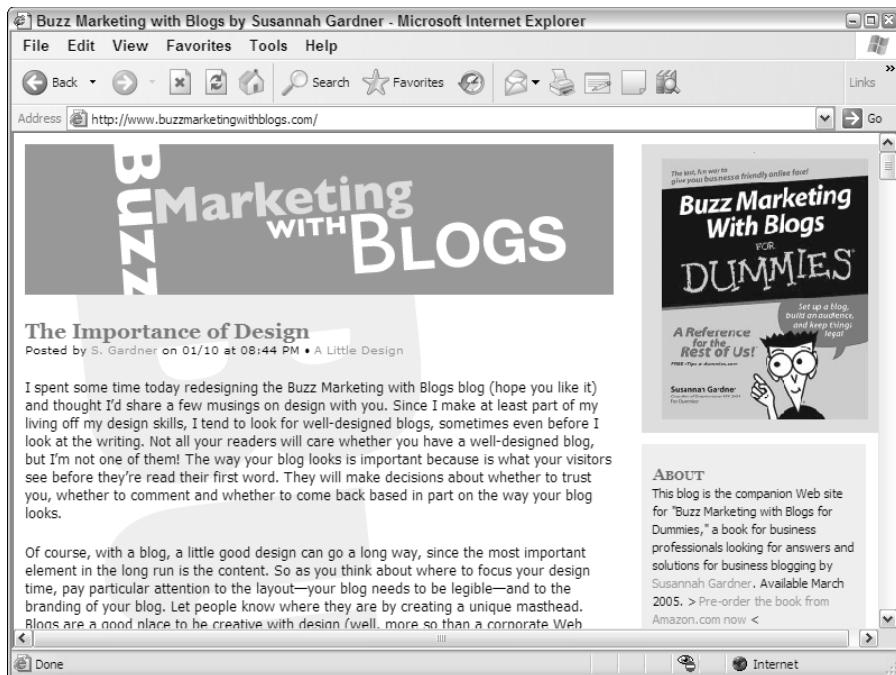 Buzz Marketing with Blogs by Susannah Gardner - Microsoft Internet Explorer
File Edit View Favorites Tools Help
Back Search Favorites Links »
Address http://www.buzzmarketingwithblogs.com/ Go
Buzz
Marketing
WITH
BLOGS
The Importance of Design
Posted by S. Gardner on 01/10 at 08:44 PM • A Little Design
I spent some time today redesigning the Buzz Marketing with Blogs blog (hope you like it)
and thought I'd share a few musings on design with you. Since I make at least part of my
living off my design skills, I tend to look for well-designed blogs, sometimes even before I
look at the writing. Not all your readers will care whether you have a well-designed blog,
but I'm not one of them! The way your blog looks is important because is what your visitors
see before they're read their first word. They will make decisions about whether to trust
you, whether to comment and whether to come back based in part on the way your blog
looks.
Of course, with a blog, a little good design can go a long way, since the most important
element in the long run is the content. So as you think about where to focus your design
time, pay particular attention to the layout—your blog needs to be legible—and to the
branding of your blog. Let people know where they are by creating a unique masthead.
Blogs are a good place to be creative with design (well, more so than a corporate Web
The fast, fun way to
give your business a friendly online face!
Buzz Marketing
With Blogs
FOR
DUMMIES
Set up a blog,
build an audience,
and keep things
legal
A Reference
for the
Rest of Us!
FREE eTips at dummies.com
Susannah Gardner
ABOUT
This blog is the companion Web site
for "Buzz Marketing with Blogs for
Dummies," a book for business
professionals looking for answers and
solutions for business blogging by
Susannah Gardner. Available March
2005. > Pre-order the book from
Amazon.com now <
Done Internet